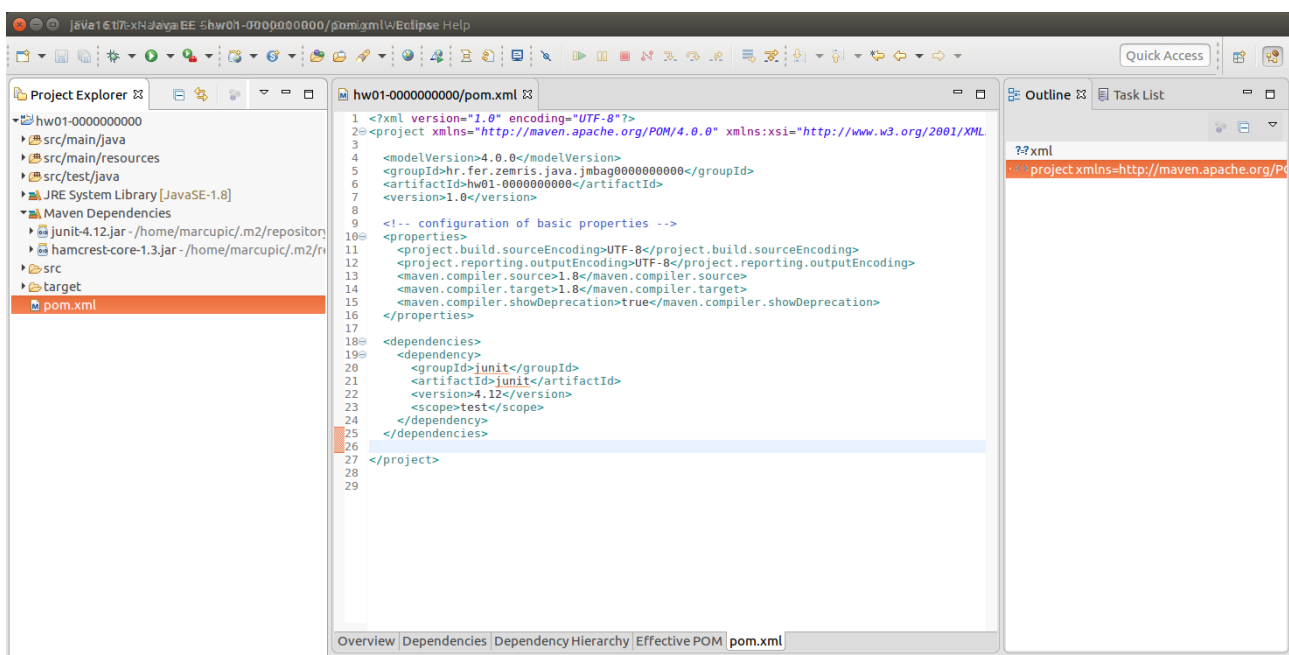 Quick Access
Project Explorer
hw01-0000000000
src/main/java
src/main/resources
src/test/java
JRE System Library [JavaSE-1.8]
Maven Dependencies
junit-4.12.jar - /home/marcupic/.m2/repository
hamcrest-core-1.3.jar - /home/marcupic/.m2/re
src
target
pom.xml
hw01-0000000000/pom.xml
1 <?xml version="1.0" encoding="UTF-8"?>
2 <project xmlns="http://maven.apache.org/POM/4.0.0" xmlns:xsi="http://www.w3.org/2001/XML
3
4 <modelVersion>4.0.0</modelVersion>
5 <groupId>hr.fer.zemris.java.jmbag0000000000</groupId>
6 <artifactId>hw01-0000000000</artifactId>
7 <version>1.0</version>
8
9 <!-- configuration of basic properties -->
10 <properties>
11 <project.build.sourceEncoding>UTF-8</project.build.sourceEncoding>
12 <project.reporting.outputEncoding>UTF-8</project.reporting.outputEncoding>
13 <maven.compiler.source>1.8</maven.compiler.source>
14 <maven.compiler.target>1.8</maven.compiler.target>
15 <maven.compiler.showDeprecation>true</maven.compiler.showDeprecation>
16 </properties>
17
18 <dependencies>
19 <dependency>
20 <groupId>junit</groupId>
21 <artifactId>junit</artifactId>
22 <version>4.12</version>
23 <scope>test</scope>
24 </dependency>
25 </dependencies>
26
27 </project>
28
29
Overview Dependencies Dependency Hierarchy Effective POM pom.xml
Outline Task List
?-? xml
project xmlns=http://maven.apache.org/PO